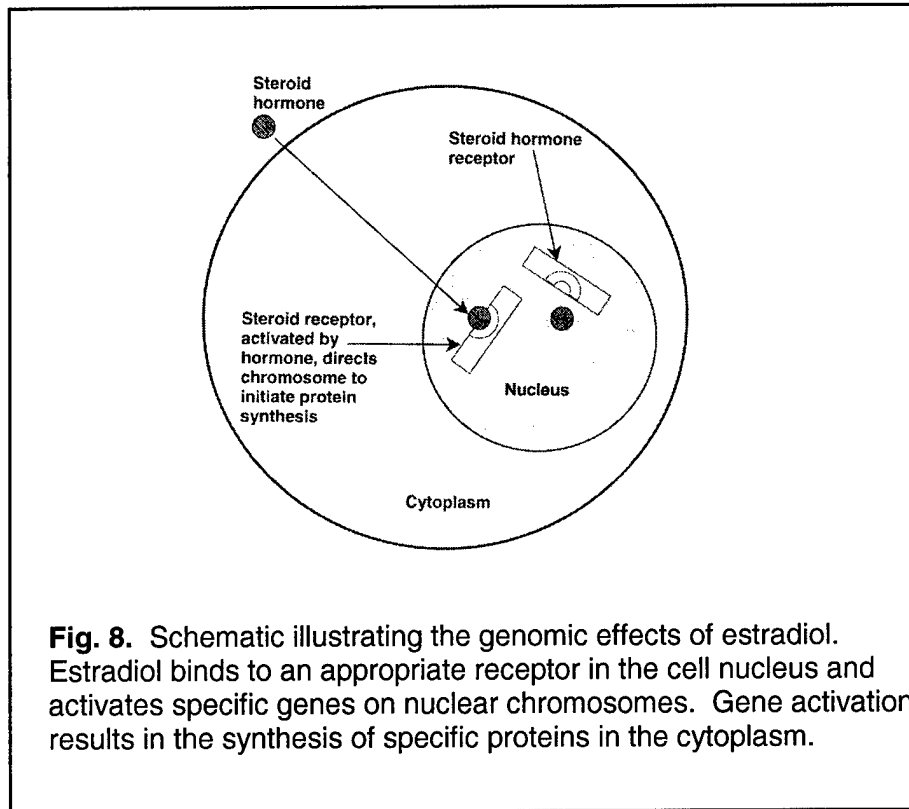 Steroid
hormone
Steroid hormone
receptor
Steroid receptor,
activated by
hormone, directs
chromosome to
initiate protein
synthesis
Nucleus
Cytoplasm
Fig. 8. Schematic illustrating the genomic effects of estradiol.
Estradiol binds to an appropriate receptor in the cell nucleus and
activates specific genes on nuclear chromosomes. Gene activation
results in the synthesis of specific proteins in the cytoplasm.